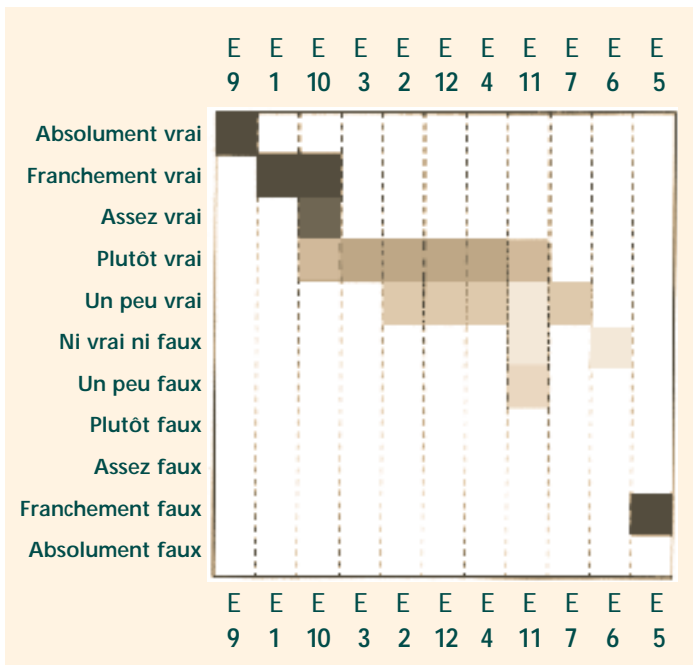 E E E E E E E E E E E
9 1 10 3 2 12 4 11 7 6 5
Absolument vrai
Franchement vrai
Assez vrai
Plutôt vrai
Un peu vrai
Ni vrai ni faux
Un peu faux
Plutôt faux
Assez faux
Franchement faux
Absolument faux
E E E E E E E E E E E
9 1 10 3 2 12 4 11 7 6 5